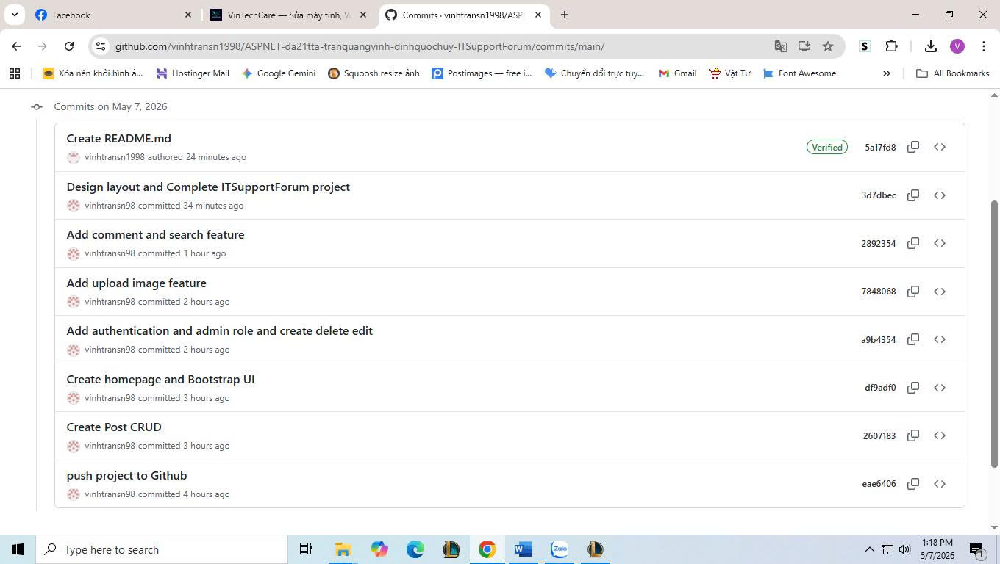 Facebook
VinTechCare — Sửa máy tính, W
Commits · vinhtransn1998/ASPI
github.com/vinhtransn1998/ASPNET-da21tta-tranquangvinh-dinhquochuy-ITSupportForum/commits/main/
S
V
Xóa nền khỏi hình ả...
Hostinger Mail
Google Gemini
Squoosh resize ảnh
Postimages — free i...
Chuyển đổi trực tuy...
Gmail
Vật Tư
Font Awesome
All Bookmarks
Commits on May 7, 2026
Create README.md
vinhtransn1998 authored 24 minutes ago
Verified
5a17fd8
Design layout and Complete ITSupportForum project
vinhtransn98 committed 34 minutes ago
3d7dbec
Add comment and search feature
vinhtransn98 committed 1 hour ago
2892354
Add upload image feature
vinhtransn98 committed 2 hours ago
7848068
Add authentication and admin role and create delete edit
vinhtransn98 committed 2 hours ago
a9b4354
Create homepage and Bootstrap UI
vinhtransn98 committed 3 hours ago
df9adf0
Create Post CRUD
vinhtransn98 committed 3 hours ago
2607183
push project to Github
vinhtransn98 committed 4 hours ago
eae6406
Type here to search
Zalo
1:18 PM
5/7/2026
1